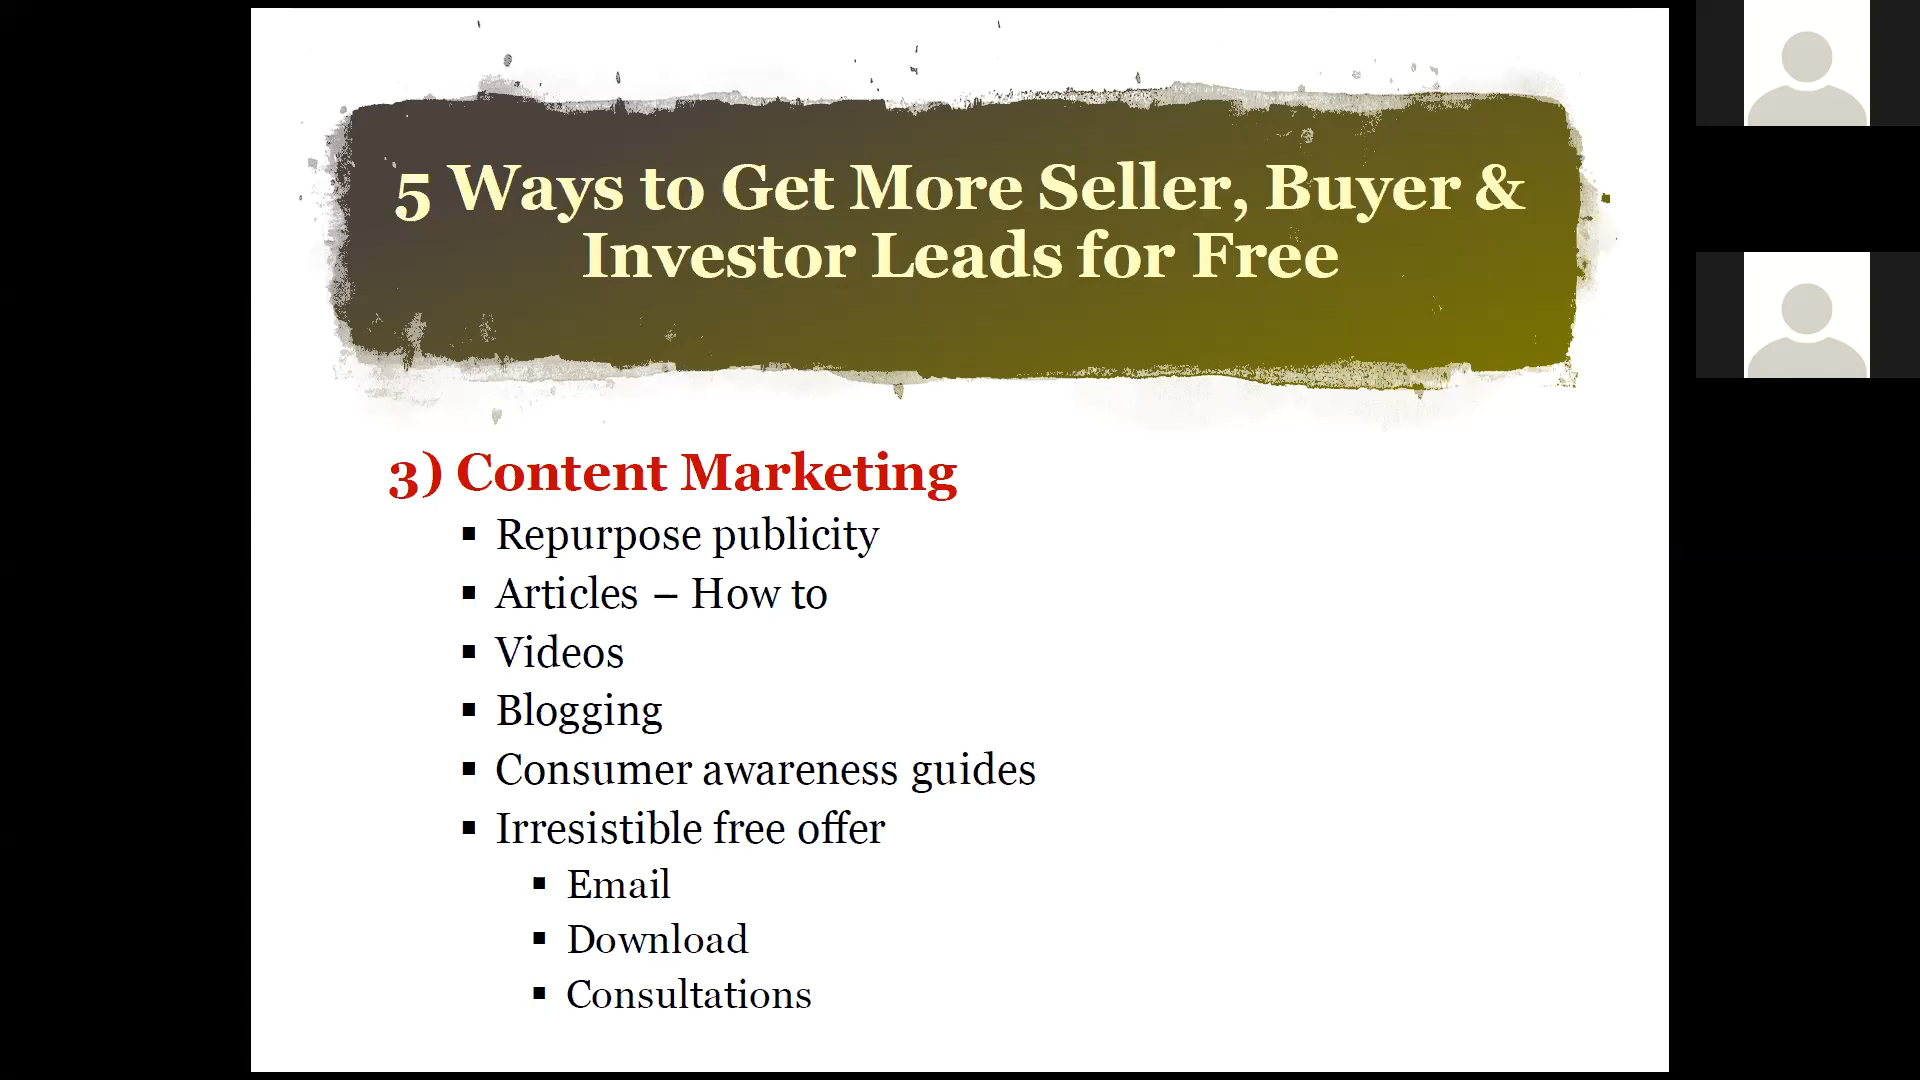 5 Ways to Get More Seller, Buyer &
Investor Leads for Free
3) Content Marketing
▪ Repurpose publicity
▪ Articles – How to
▪ Videos
▪ Blogging
▪ Consumer awareness guides
▪ Irresistible free offer
▪ Email
▪ Download
▪ Consultations